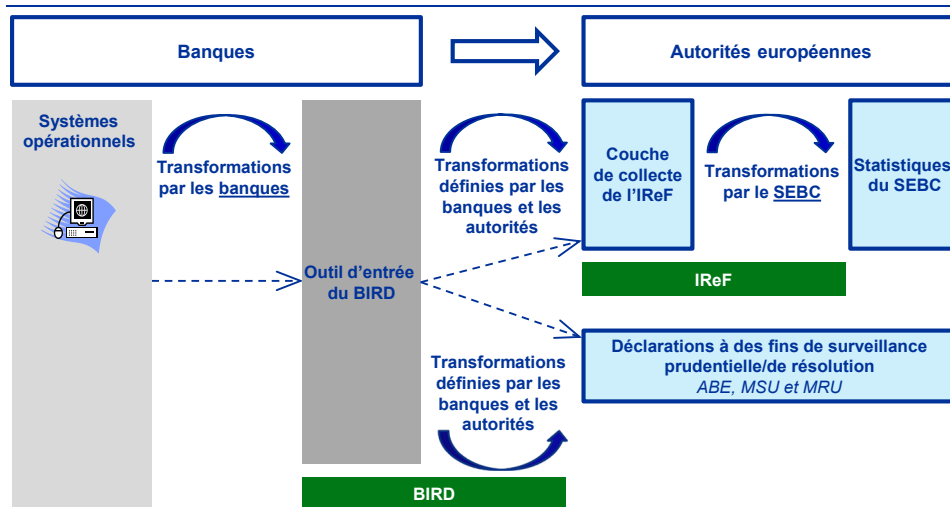 Banques
Autorités européennes
Systèmes
opérationnels
Transformations
par les banques
Outil d'entrée
du BIRD
Transformations
définies par les
banques et les
autorités
Couche
de collecte
de l'IReF
Transformations
par le SEBC
Statistiques
du SEBC
IReF
Transformations
définies par les
banques et les
autorités
Déclarations à des fins de surveillance
prudentielle/de résolution
ABE, MSU et MRU
BIRD